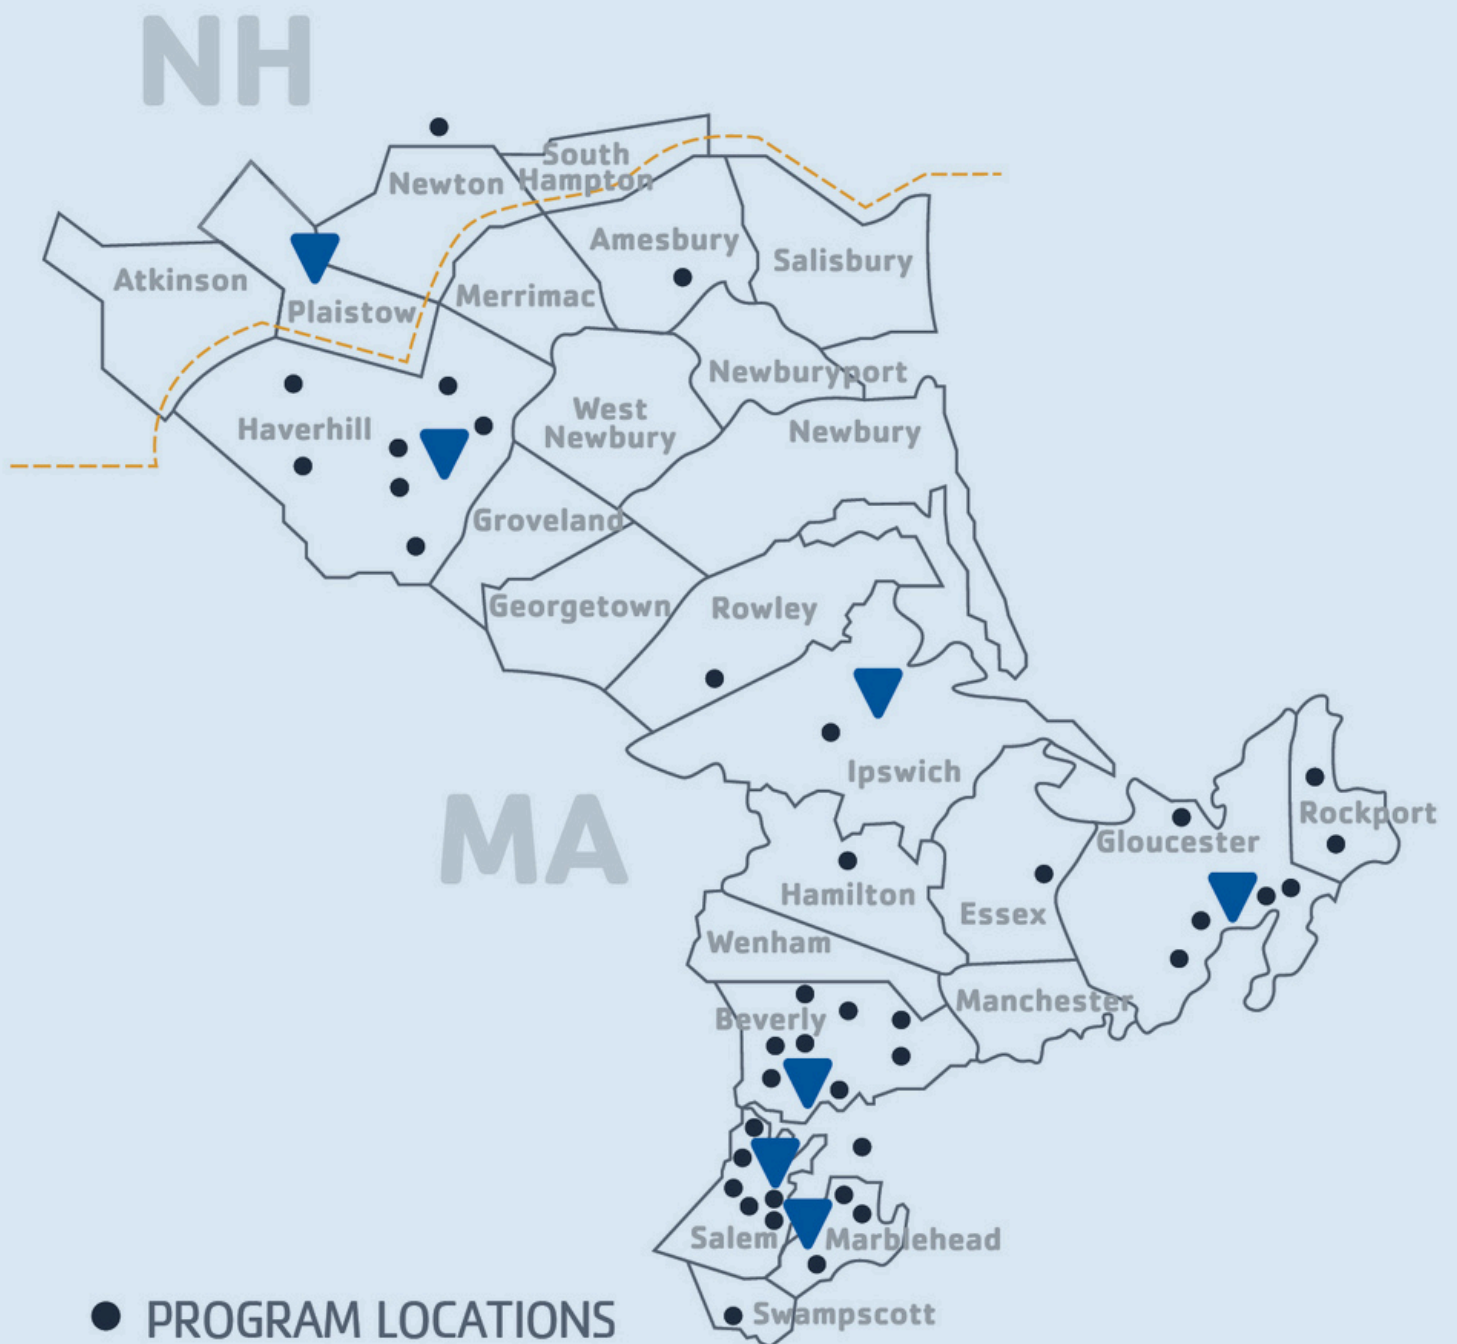 NH
South
Hampton
Newton
Amesbury
Salisbury
Atkinson
Merrimac
Plaistow
Newburyport
West
Newbury
Newbury
Haverhill
Groveland
Georgetown
Rowley
Ipswich
MA
Rockport
Gloucester
Hamilton
Essex
Wenham
Manchester
Beverly
Salem
Marblehead
Swampscott
PROGRAM LOCATIONS